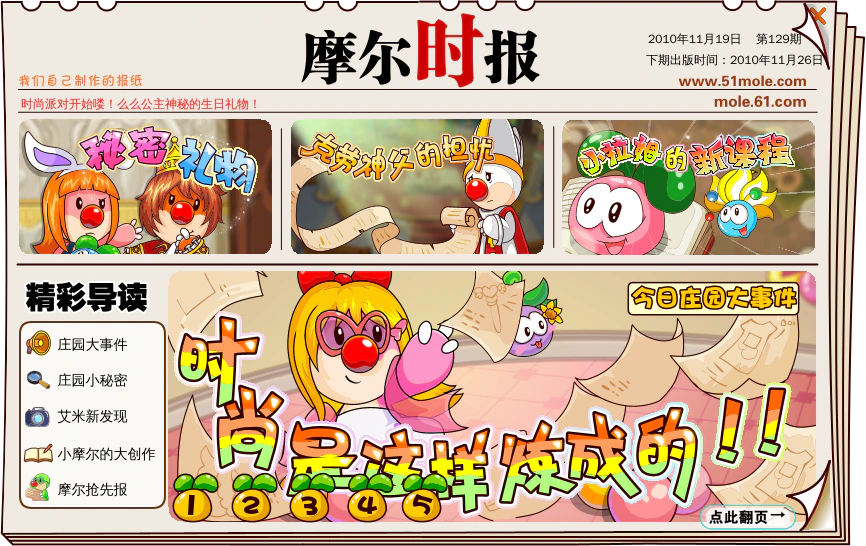 摩尔时报
2010年11月19日 第129期
下期出版时间：2010年11月26日
www.51mole.com
mole.61.com
我们自己制作的报纸
时尚派对开始喽！么么公主神秘的生日礼物！
秘密礼物
克劳神父的担忧
小拉姆的新课程
精彩导读
庄园大事件
庄园小秘密
艾米新发现
小摩尔的大创作
摩尔抢先报
今日庄园大事件
时尚是这样炼成的！！
1 2 3 4 5
点此翻页→